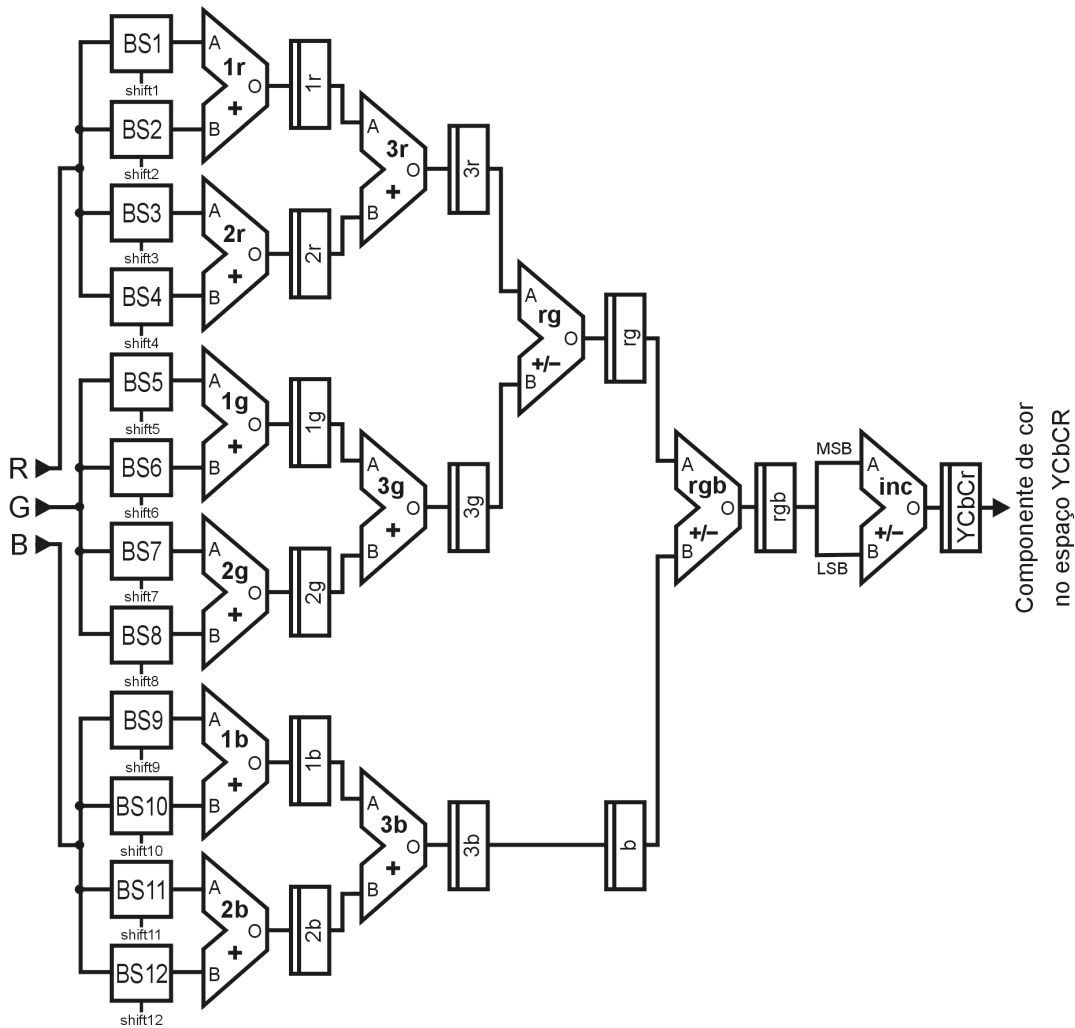 BS1
A
1r
O
+
B
shift1
1r
BS2
shift2
A
3r
O
+
B
3r
BS3
A
2r
O
+
B
shift3
2r
BS4
shift4
A
rg
O
+/−
B
rg
BS5
A
1g
O
+
B
shift5
1g
BS6
shift6
A
3g
O
+
B
3g
BS7
A
2g
O
+
B
shift7
2g
BS8
shift8
R
G
B
A
rgb
O
+/−
B
rgb
MSB
LSB
A
inc
O
+/−
B
YCbCr
Componente de cor
no espaço YCbCR
BS9
A
1b
O
+
B
shift9
1b
BS10
shift10
A
3b
O
+
B
3b
b
BS11
A
2b
O
+
B
shift11
2b
BS12
shift12